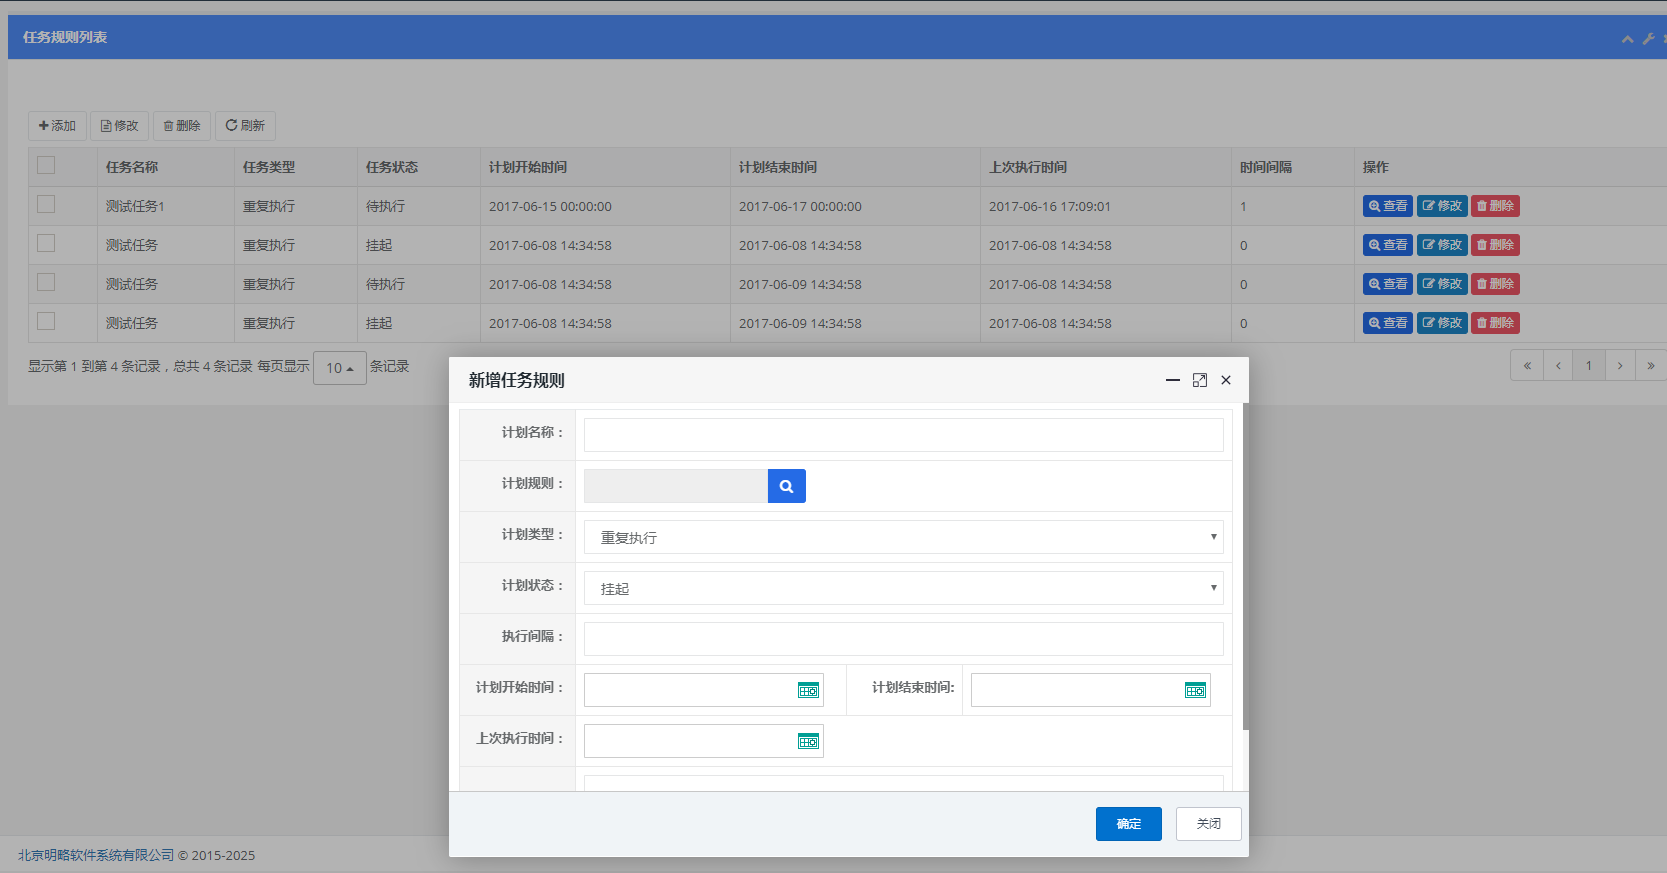 任务规则列表
添加 修改 删除 刷新
任务名称 任务类型 任务状态 计划开始时间 计划结束时间 上次执行时间 时间间隔 操作
测试任务1 重复执行 待执行 2017-06-15 00:00:00 2017-06-17 00:00:00 2017-06-16 17:09:01 1 查看 修改 删除
测试任务 重复执行 挂起 2017-06-08 14:34:58 2017-06-08 14:34:58 2017-06-08 14:34:58 0 查看 修改 删除
测试任务 重复执行 待执行 2017-06-08 14:34:58 2017-06-09 14:34:58 2017-06-08 14:34:58 0 查看 修改 删除
测试任务 重复执行 挂起 2017-06-08 14:34:58 2017-06-09 14:34:58 2017-06-08 14:34:58 0 查看 修改 删除
显示第 1 到第 4 条记录，总共 4 条记录 每页显示 10 条记录 « ‹ 1 › »
新增任务规则
计划名称：
计划规则：
计划类型： 重复执行
计划状态： 挂起
执行间隔：
计划开始时间： 计划结束时间:
上次执行时间：
确定 关闭
北京明略软件系统有限公司 © 2015-2025